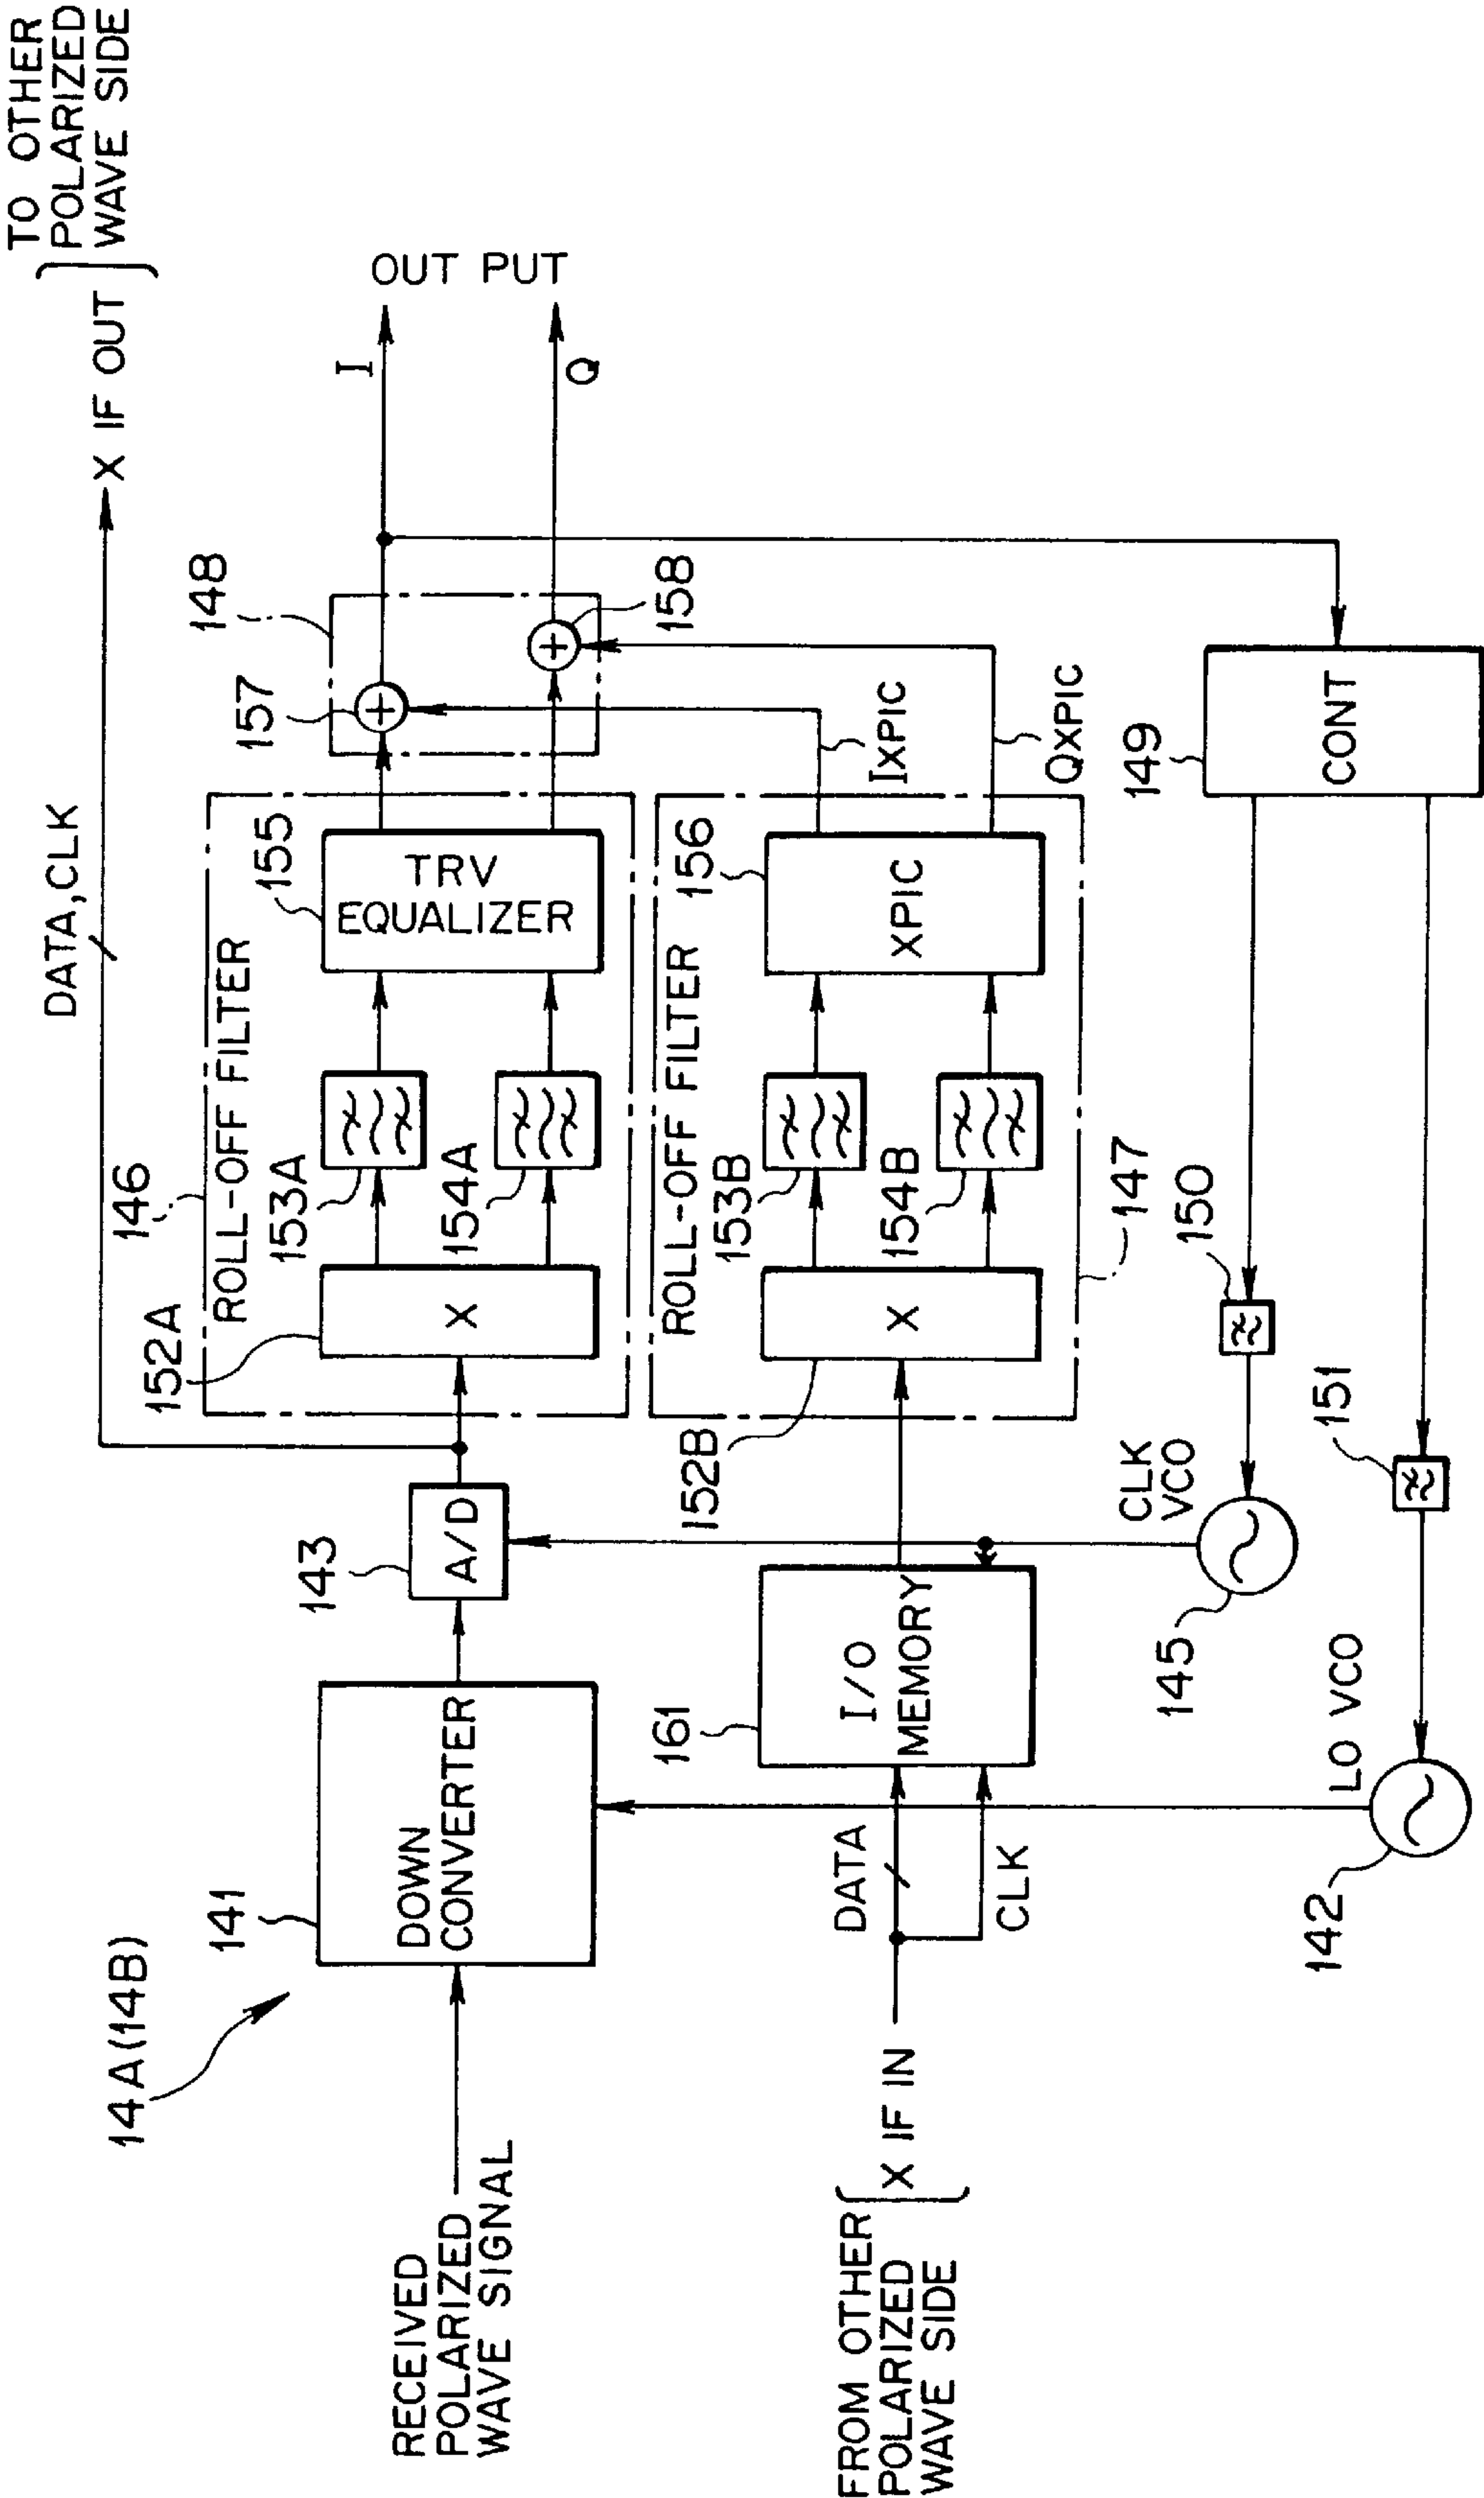 14A(14B)
141
DOWN
CONVERTER
RECEIVED
POLARIZED
WAVE SIGNAL
143
A/D
DATA,CLK
X IF OUT
TO OTHER
POLARIZED
WAVE SIDE
146
ROLL-OFF FILTER
152A
X
153A
154A
155
TRV
EQUALIZER
148
157
158
I
Q
OUT PUT
FROM OTHER
POLARIZED
WAVE SIDE
X IF IN
DATA
CLK
161
I/O
MEMORY
ROLL-OFF FILTER
152B
X
153B
154B
147
156
XPIC
IXPIC
QXPIC
149
CONT
150
151
CLK
VCO
145
LO VCO
142